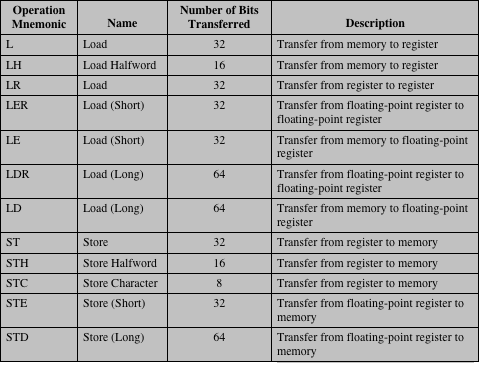 Operation Mnemonic Name Number of Bits Transferred Description
L Load 32 Transfer from memory to register
LH Load Halfword 16 Transfer from memory to register
LR Load 32 Transfer from register to register
LER Load (Short) 32 Transfer from floating-point register to
floating-point register
LE Load (Short) 32 Transfer from memory to floating-point
register
LDR Load (Long) 64 Transfer from floating-point register to
floating-point register
LD Load (Long) 64 Transfer from memory to floating-point
register
ST Store 32 Transfer from register to memory
STH Store Halfword 16 Transfer from register to memory
STC Store Character 8 Transfer from register to memory
STE Store (Short) 32 Transfer from floating-point register to
memory
STD Store (Long) 64 Transfer from floating-point register to
memory